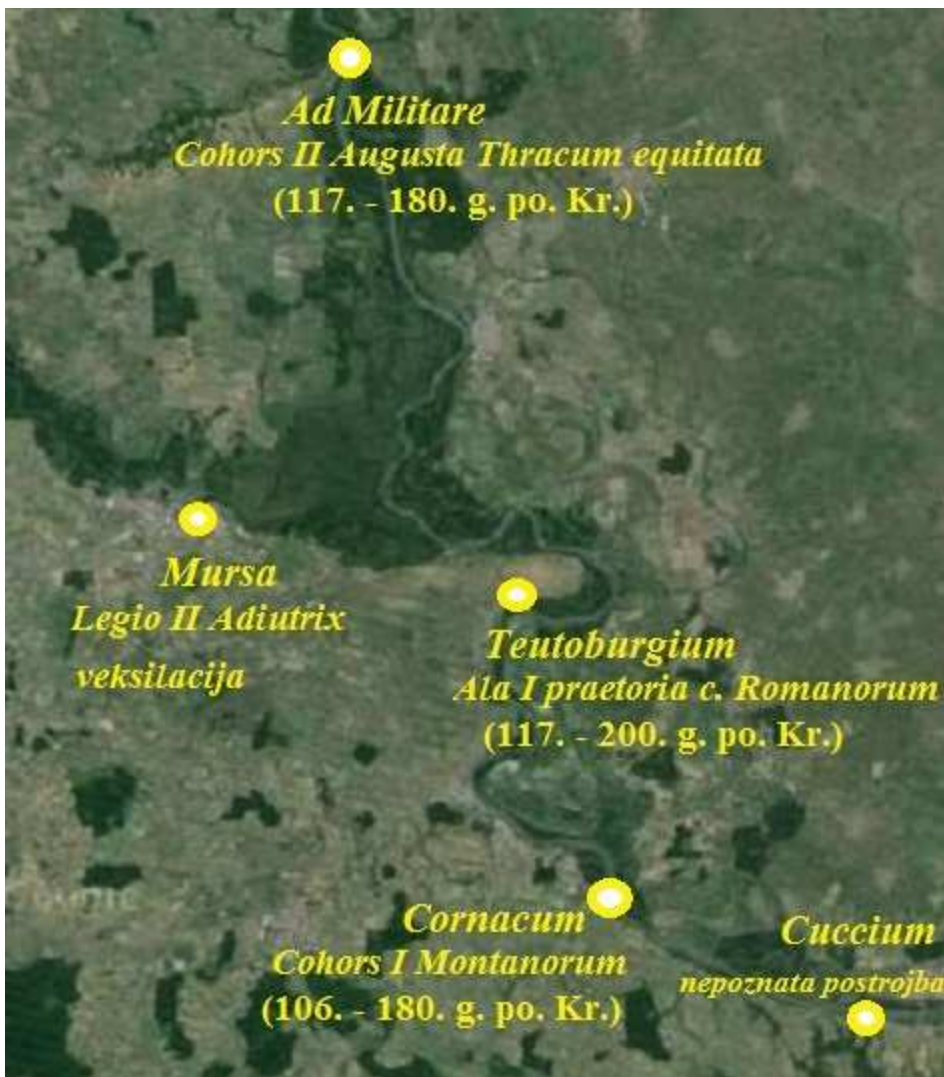 Ad Militare
Cohors II Augusta Thracum equitata
(117. - 180. g. po. Kr.)
Mursa
Legio II Adiutrix
veksilacija
Teutoburgium
Ala I praetoria c. Romanorum
(117. - 200. g. po. Kr.)
Cornacum
Cohors I Montanorum
(106. - 180. g. po. Kr.)
Cuccium
nepoznata postrojba